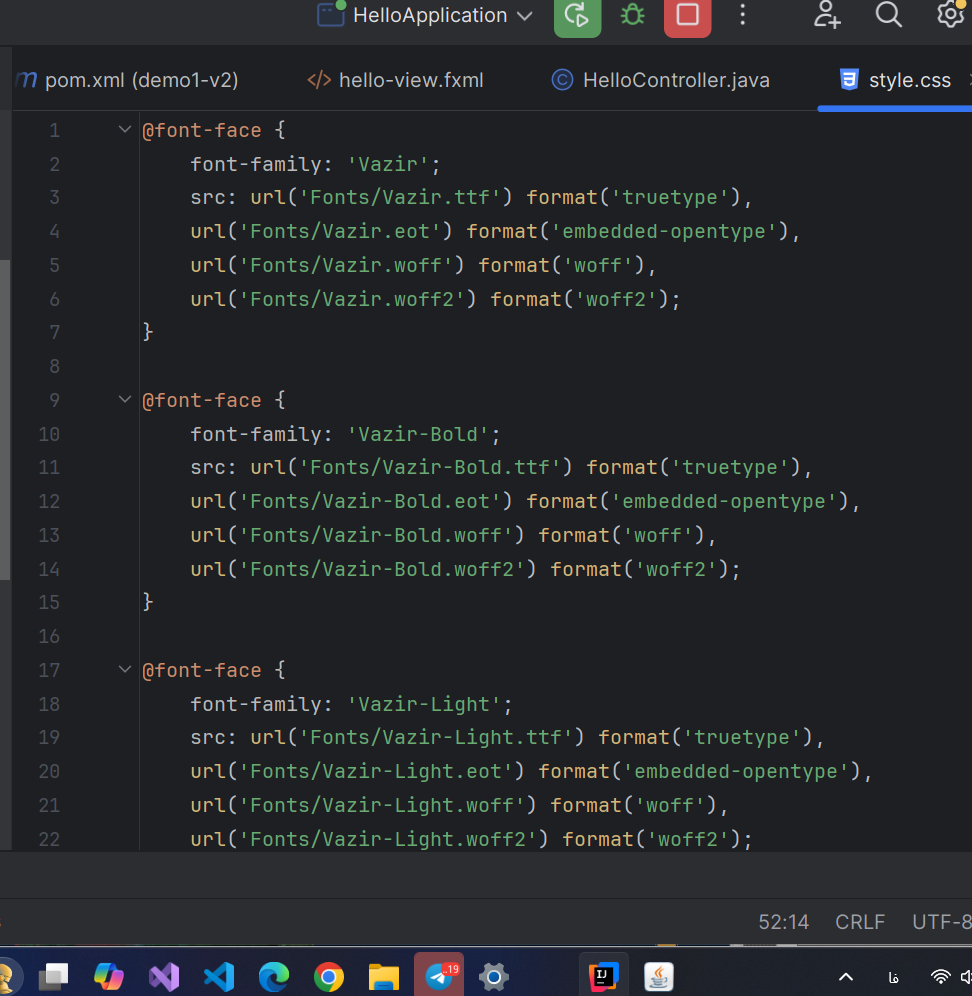 HelloApplication
pom.xml (demo1-v2)
hello-view.fxml
HelloController.java
style.css
1 @font-face {
2 font-family: 'Vazir';
3 src: url('Fonts/Vazir.ttf') format('truetype'),
4 url('Fonts/Vazir.eot') format('embedded-opentype'),
5 url('Fonts/Vazir.woff') format('woff'),
6 url('Fonts/Vazir.woff2') format('woff2');
7 }
8
9 @font-face {
10 font-family: 'Vazir-Bold';
11 src: url('Fonts/Vazir-Bold.ttf') format('truetype'),
12 url('Fonts/Vazir-Bold.eot') format('embedded-opentype'),
13 url('Fonts/Vazir-Bold.woff') format('woff'),
14 url('Fonts/Vazir-Bold.woff2') format('woff2');
15 }
16
17 @font-face {
18 font-family: 'Vazir-Light';
19 src: url('Fonts/Vazir-Light.ttf') format('truetype'),
20 url('Fonts/Vazir-Light.eot') format('embedded-opentype'),
21 url('Fonts/Vazir-Light.woff') format('woff'),
22 url('Fonts/Vazir-Light.woff2') format('woff2');
52:14 CRLF UTF-8
..19
IJ
فا